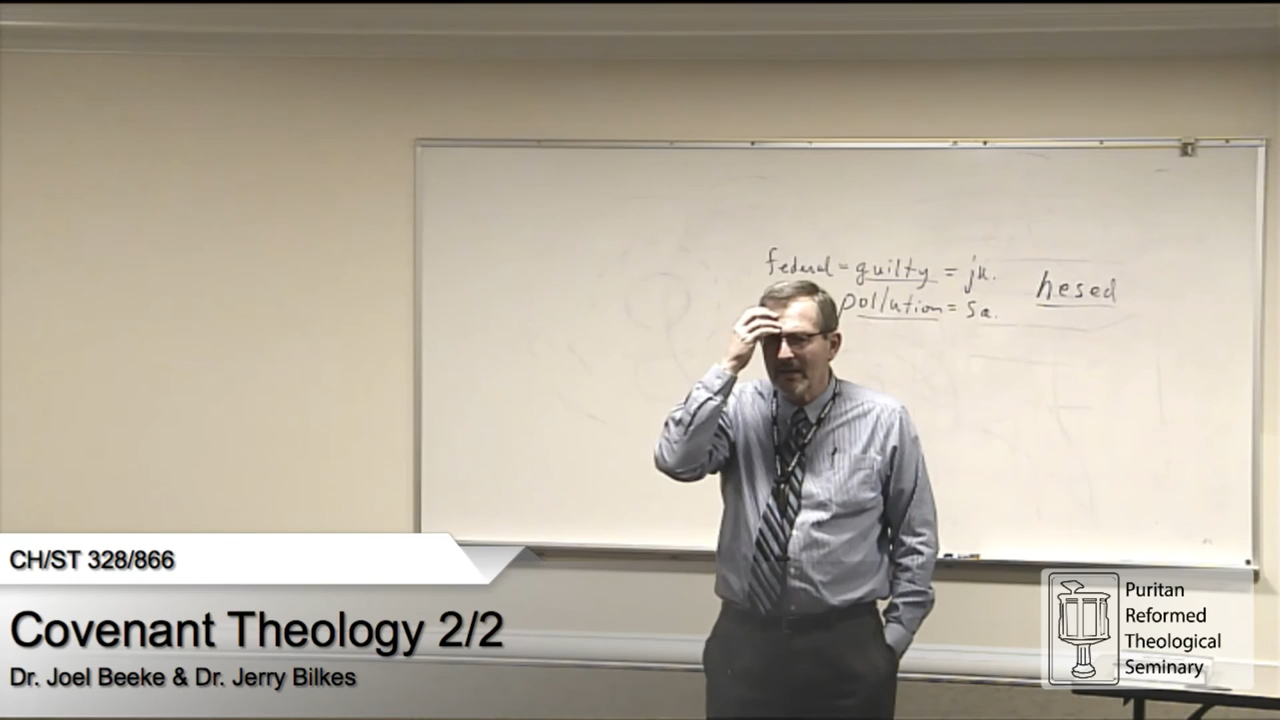 federal = guilty = ju.
pollution = sa.
hesed
CH/ST 328/866
Covenant Theology 2/2
Dr. Joel Beeke & Dr. Jerry Bilkes
Puritan
Reformed
Theological
Seminary